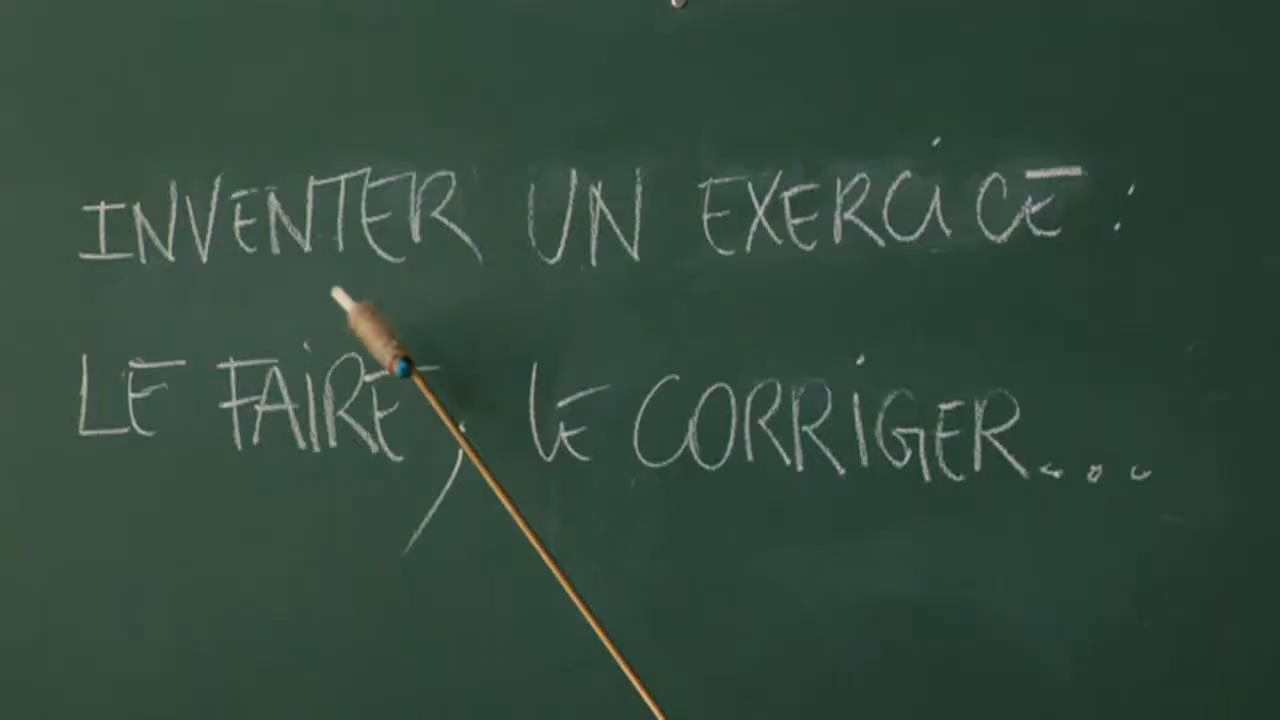 INVENTER UN EXERCICE :
LE FAIRE, LE CORRIGER...